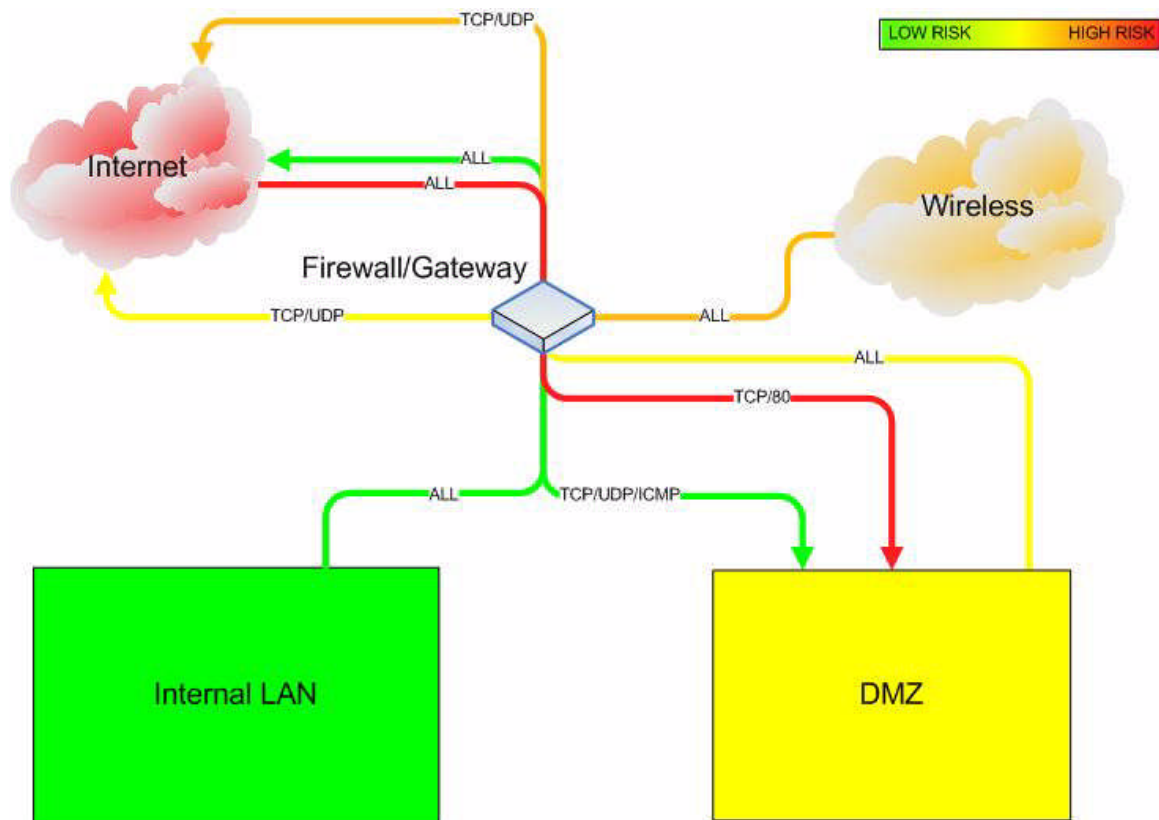 TCP/UDP
LOW RISK HIGH RISK
Internet
ALL
ALL
Wireless
Firewall/Gateway
TCP/UDP
ALL
ALL
TCP/80
ALL
TCP/UDP/ICMP
Internal LAN
DMZ